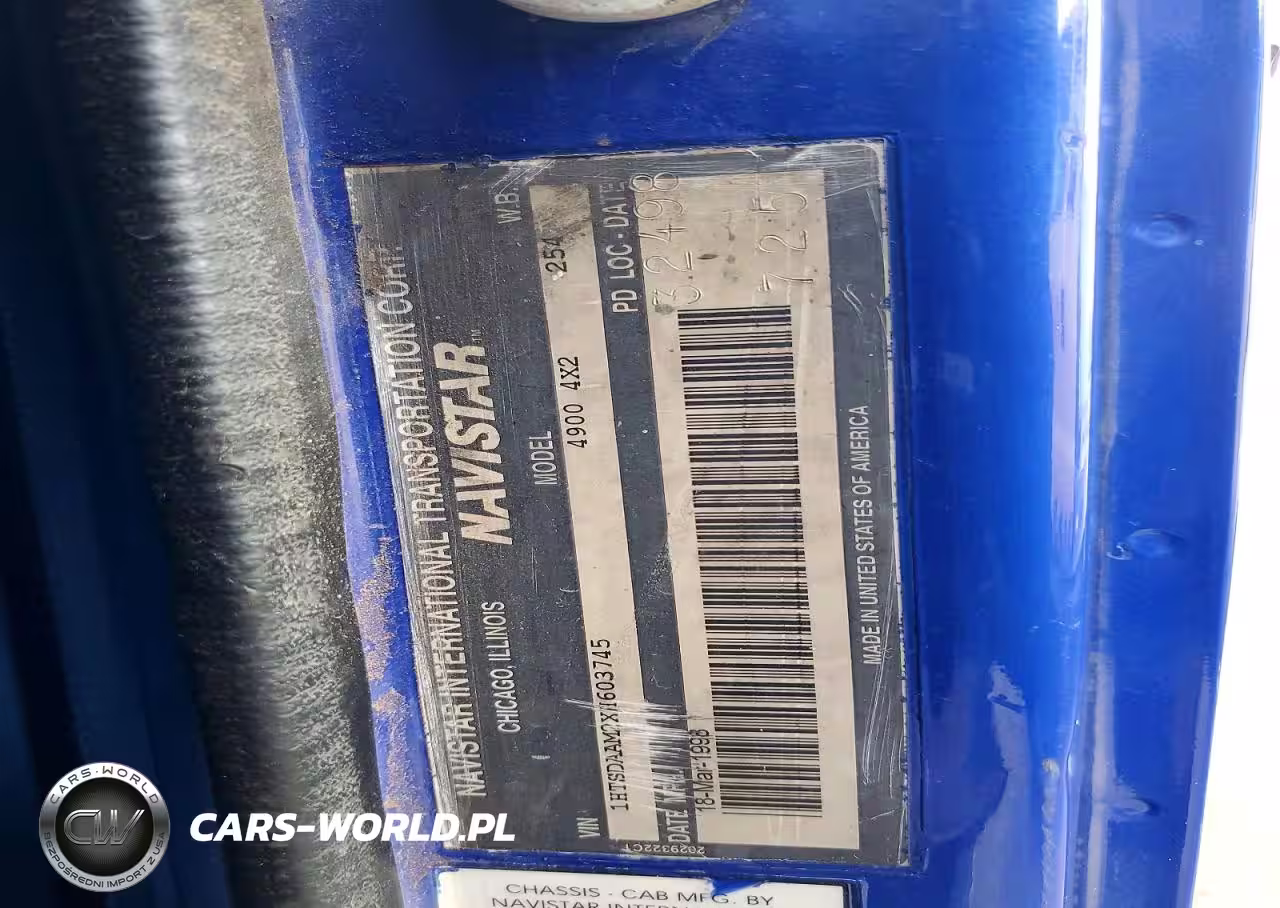 NAVISTAR INTERNATIONAL TRANSPORTATION CORP.
CHICAGO, ILLINOIS
NAVISTAR
VIN
MODEL
W.B.
4900 4X2
254
DATE
PD LOC - DATE
18-Mar-1998
32498
725
MADE IN UNITED STATES OF AMERICA
20293222C1
CHASSIS - CAB MFG. BY
NAVISTAR
CARS-WORLD
CW
BEZPOŚREDNI IMPORT Z USA
CARS-WORLD.PL